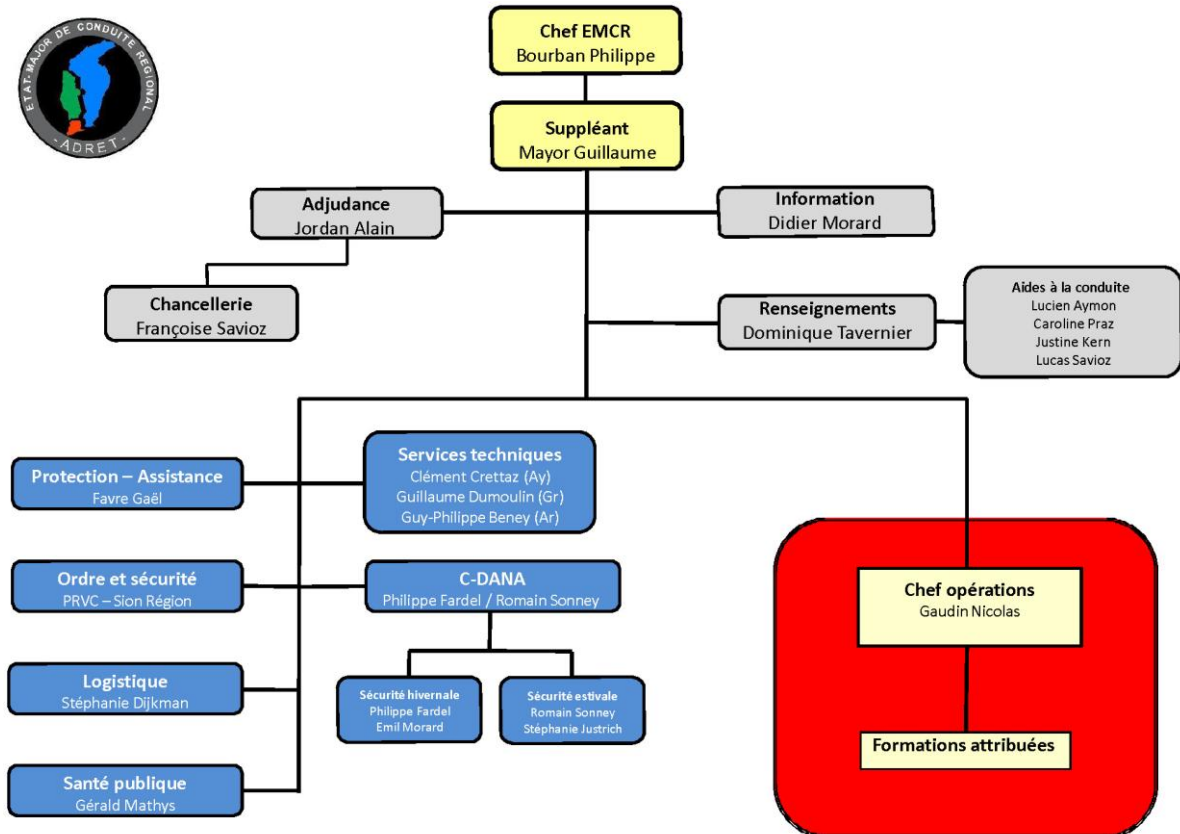 ETAT-MAJOR DE CONDUITE REGIONAL
- ADRET -
Chef EMCR
Bourban Philippe
Suppléant
Mayor Guillaume
Adjudance
Jordan Alain
Information
Didier Morard
Chancellerie
Françoise Savioz
Renseignements
Dominique Tavernier
Aides à la conduite
Lucien Aymon
Caroline Praz
Justine Kern
Lucas Savioz
Protection – Assistance
Favre Gaël
Services techniques
Clément Crettaz (Ay)
Guillaume Dumoulin (Gr)
Guy-Philippe Beney (Ar)
Ordre et sécurité
PRVC – Sion Région
C-DANA
Philippe Fardel / Romain Sonney
Chef opérations
Gaudin Nicolas
Logistique
Stéphanie Dijkman
Sécurité hivernale
Philippe Fardel
Emil Morard
Sécurité estivale
Romain Sonney
Stéphanie Justrich
Formations attribuées
Santé publique
Gérald Mathys